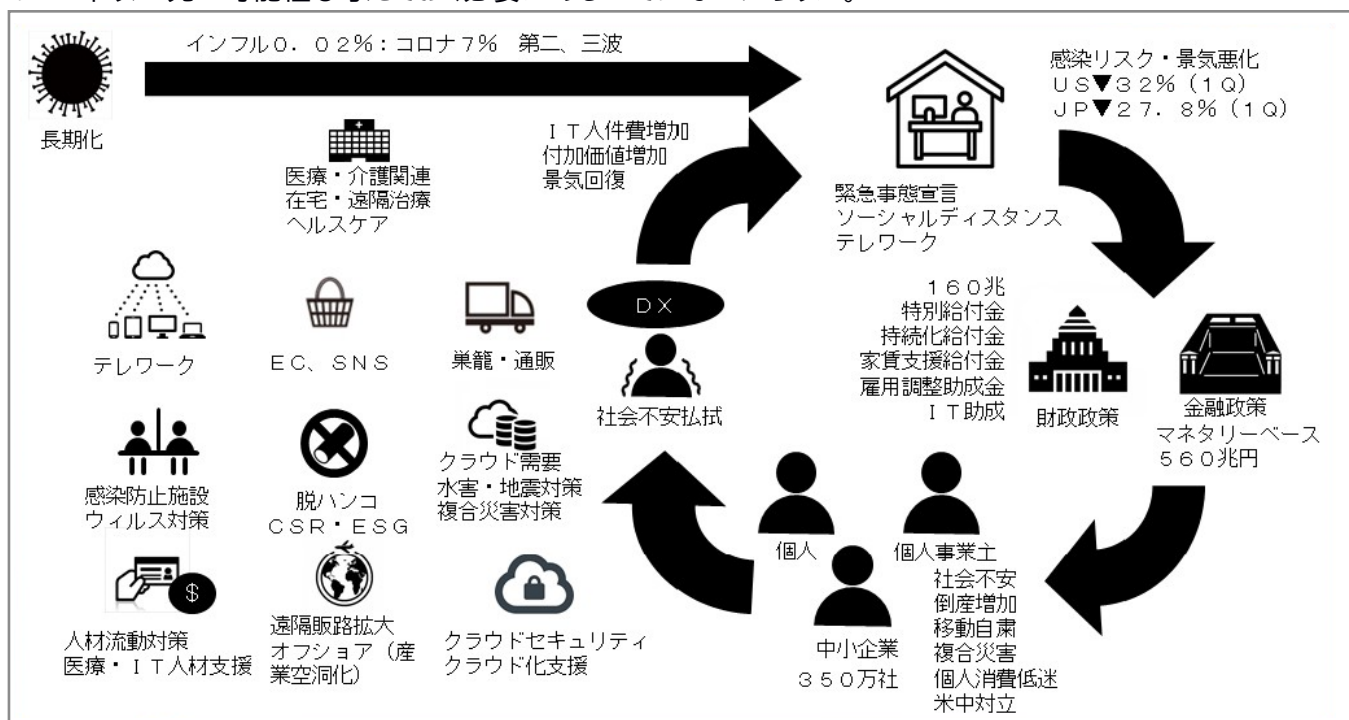 インフル０．０２％：コロナ７％　第二、三波
長期化
感染リスク・景気悪化
ＵＳ▼３２％（１Ｑ）
ＪＰ▼２７．８％（１Ｑ）
ＩＴ人件費増加
付加価値増加
景気回復
医療・介護関連
在宅・遠隔治療
ヘルスケア
緊急事態宣言
ソーシャルディスタンス
テレワーク
１６０兆
特別給付金
持続化給付金
家賃支援給付金
雇用調整助成金
ＩＴ助成
財政政策
金融政策
マネタリーベース
５６０兆円
ＤＸ
社会不安払拭
テレワーク
ＥＣ、ＳＮＳ
巣籠・通販
感染防止施設
ウィルス対策
脱ハンコ
ＣＳＲ・ＥＳＧ
クラウド需要
水害・地震対策
複合災害対策
個人
個人事業主
社会不安
倒産増加
移動自粛
複合災害
個人消費低迷
米中対立
中小企業
３５０万社
$
人材流動対策
医療・ＩＴ人材支援
遠隔販路拡大
オフショア（産
業空洞化）
クラウドセキュリティ
クラウド化支援